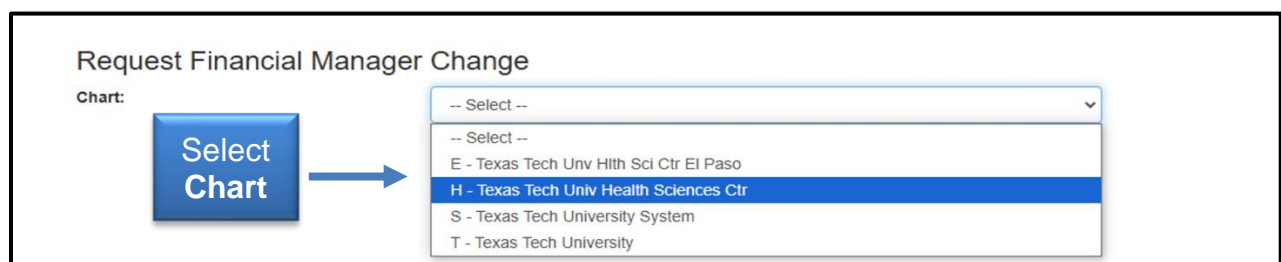 Request Financial Manager Change
Chart:
-- Select --
Select
Chart
-- Select --
E - Texas Tech Unv Hlth Sci Ctr El Paso
H - Texas Tech Univ Health Sciences Ctr
S - Texas Tech University System
T - Texas Tech University